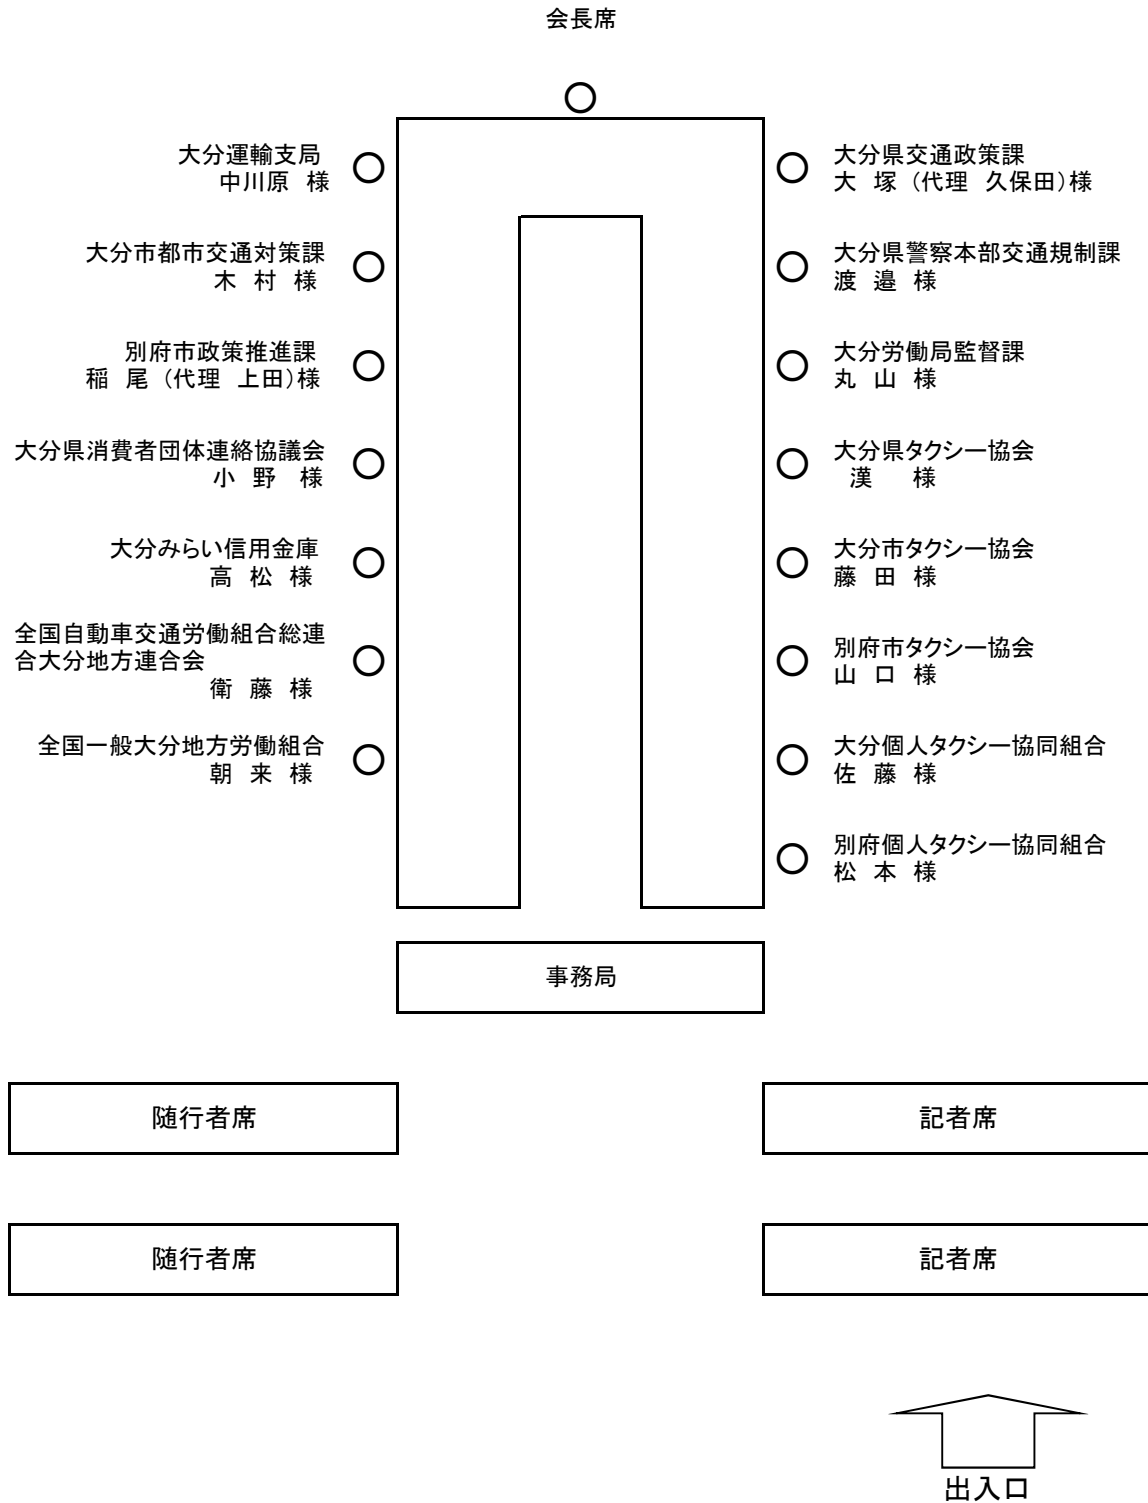 会長席
大分運輸支局
中川原 様
大分市都市交通対策課
木 村 様
別府市政策推進課
稲 尾 (代理 上田)様
大分県消費者団体連絡協議会
小 野 様
大分みらい信用金庫
高 松 様
全国自動車交通労働組合総連
合大分地方連合会
衛 藤 様
全国一般大分地方労働組合
朝 来 様
大分県交通政策課
大 塚 (代理 久保田)様
大分県警察本部交通規制課
渡 邉 様
大分労働局監督課
丸 山 様
大分県タクシー協会
漢 様
大分市タクシー協会
藤 田 様
別府市タクシー協会
山 口 様
大分個人タクシー協同組合
佐 藤 様
別府個人タクシー協同組合
松 本 様
事務局
随行者席
記者席
随行者席
記者席
出入口